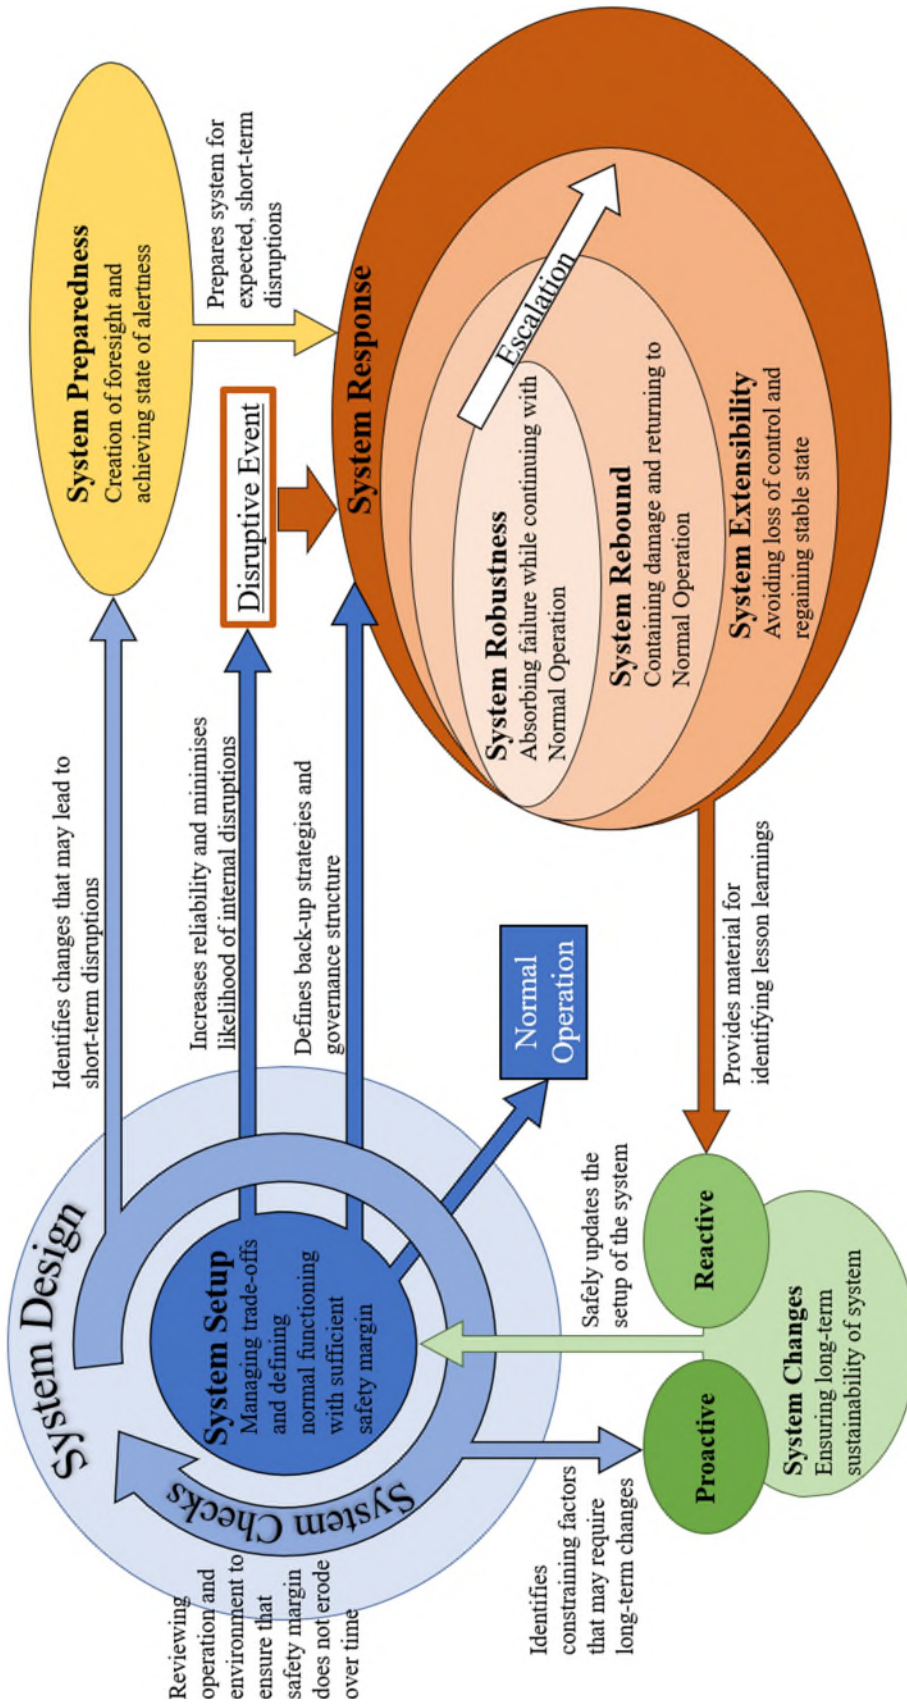 System Design
System Checks
Reviewing
operation and
environment to
ensure that
safety margin
does not erode
over time
System Setup
Managing trade-offs
and defining
normal functioning
with sufficient
safety margin
Identifies changes that may lead to
short-term disruptions
System Preparedness
Creation of foresight and
achieving state of alertness
Prepares system for
expected, short-term
disruptions
Increases reliability and minimises
likelihood of internal disruptions
Disruptive Event
Defines back-up strategies and
governance structure
Normal
Operation
System Response
Escalation
System Robustness
Absorbing failure while continuing with
Normal Operation
System Rebound
Containing damage and returning to
Normal Operation
System Extensibility
Avoiding loss of control and
regaining stable state
Provides material for
identifying lesson learnings
Safely updates the
setup of the system
Identifies
constraining factors
that may require
long-term changes
Proactive
Reactive
System Changes
Ensuring long-term
sustainability of system